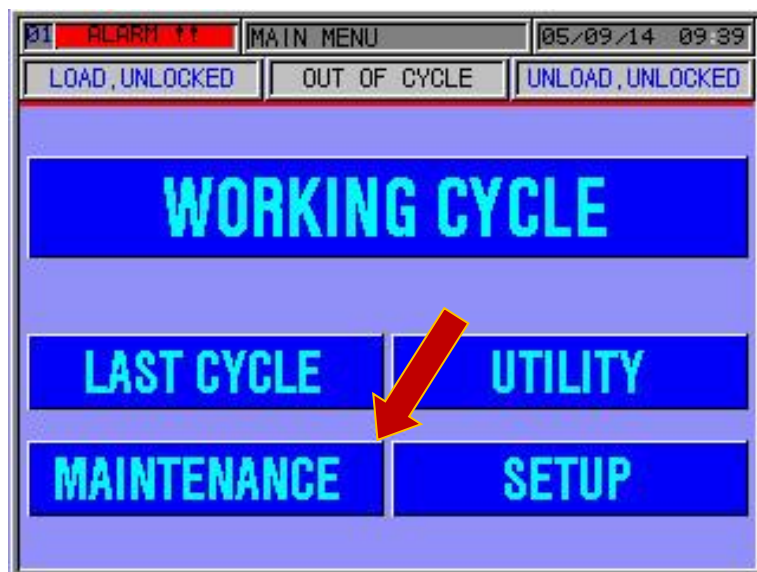 01 ALARM !! MAIN MENU 05/09/14 09:39
LOAD,UNLOCKED OUT OF CYCLE UNLOAD,UNLOCKED
WORKING CYCLE
LAST CYCLE UTILITY
MAINTENANCE SETUP